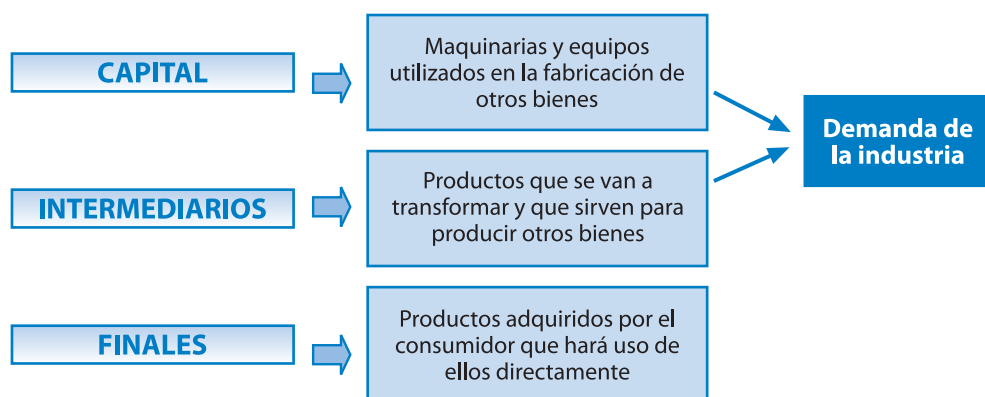 CAPITAL
Maquinarias y equipos
utilizados en la fabricación de
otros bienes
Demanda de
la industria
INTERMEDIARIOS
Productos que se van a
transformar y que sirven para
producir otros bienes
FINALES
Productos adquiridos por el
consumidor que hará uso de
ellos directamente